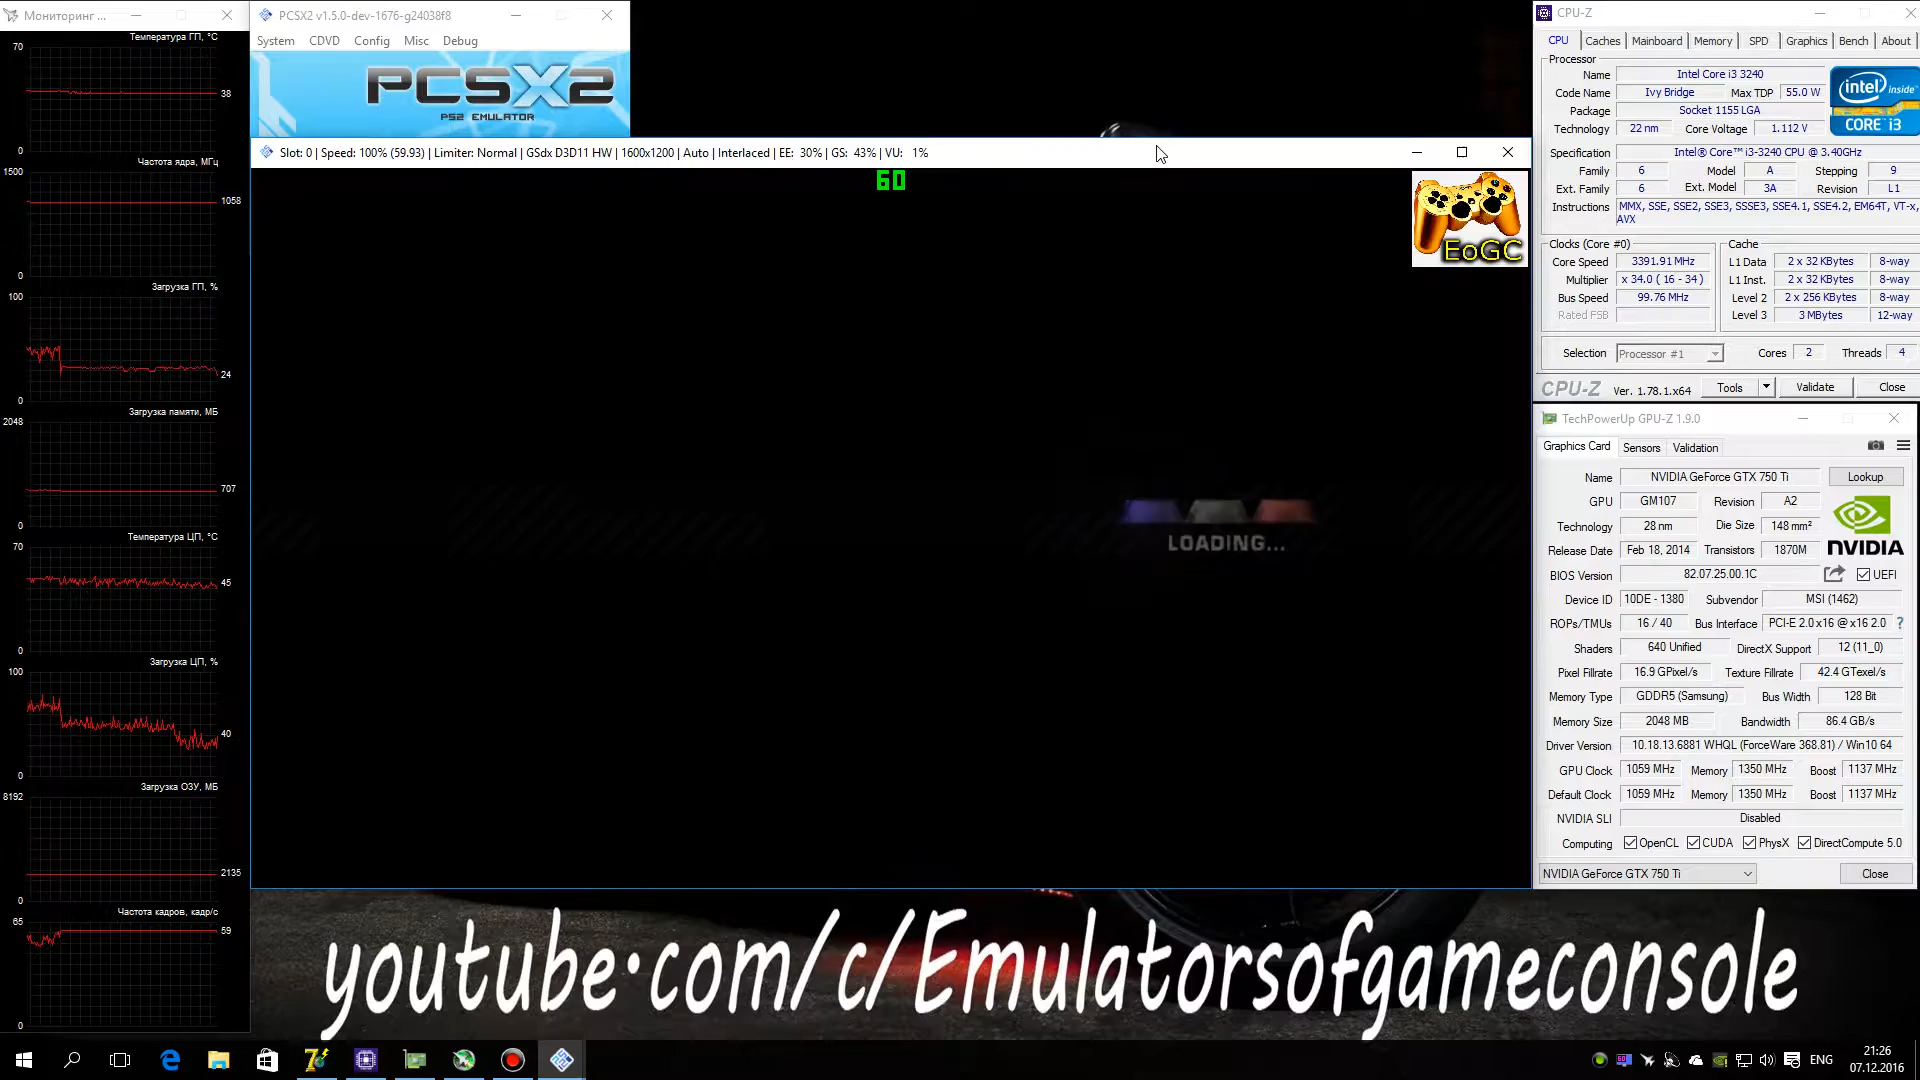 Мониторинг ...
Температура ГП, °C
70
38
0
Частота ядра, МГц
1500
1058
0
Загрузка ГП, %
100
24
0
Загрузка памяти, МБ
2048
707
0
Температура ЦП, °C
70
45
0
Загрузка ЦП, %
100
40
0
Загрузка ОЗУ, МБ
8192
2135
0
Частота кадров, кадр/с
65
59
0
PCSX2 v1.5.0-dev-1676-g24038f8
System CDVD Config Misc Debug
PCSX2
PS2 EMULATOR
Slot: 0 | Speed: 100% (59.93) | Limiter: Normal | GSdx D3D11 HW | 1600x1200 | Auto | Interlaced | EE: 30% | GS: 43% | VU: 1%
60
EoGC
LOADING...
CPU-Z
CPU Caches Mainboard Memory SPD Graphics Bench About
Processor
Name Intel Core i3 3240
Code Name Ivy Bridge Max TDP 55.0 W
Package Socket 1155 LGA
Technology 22 nm Core Voltage 1.112 V
intel inside™
CORE i3
Specification Intel® Core™ i3-3240 CPU @ 3.40GHz
Family 6 Model A Stepping 9
Ext. Family 6 Ext. Model 3A Revision L1
Instructions MMX, SSE, SSE2, SSE3, SSSE3, SSE4.1, SSE4.2, EM64T, VT-x,
AVX
Clocks (Core #0) Cache
Core Speed 3391.91 MHz L1 Data 2 x 32 KBytes 8-way
Multiplier x 34.0 ( 16 - 34 ) L1 Inst. 2 x 32 KBytes 8-way
Bus Speed 99.76 MHz Level 2 2 x 256 KBytes 8-way
Rated FSB Level 3 3 MBytes 12-way
Selection Processor #1 Cores 2 Threads 4
CPU-Z Ver. 1.78.1.x64 Tools Validate Close
TechPowerUp GPU-Z 1.9.0
Graphics Card Sensors Validation
Name NVIDIA GeForce GTX 750 Ti Lookup
GPU GM107 Revision A2
Technology 28 nm Die Size 148 mm²
Release Date Feb 18, 2014 Transistors 1870M
NVIDIA
BIOS Version 82.07.25.00.1C UEFI
Device ID 10DE - 1380 Subvendor MSI (1462)
ROPs/TMUs 16 / 40 Bus Interface PCI-E 2.0 x16 @ x16 2.0 ?
Shaders 640 Unified DirectX Support 12 (11_0)
Pixel Fillrate 16.9 GPixel/s Texture Fillrate 42.4 GTexel/s
Memory Type GDDR5 (Samsung) Bus Width 128 Bit
Memory Size 2048 MB Bandwidth 86.4 GB/s
Driver Version 10.18.13.6881 WHQL (ForceWare 368.81) / Win10 64
GPU Clock 1059 MHz Memory 1350 MHz Boost 1137 MHz
Default Clock 1059 MHz Memory 1350 MHz Boost 1137 MHz
NVIDIA SLI Disabled
Computing OpenCL CUDA PhysX DirectCompute 5.0
NVIDIA GeForce GTX 750 Ti Close
youtube.com/c/Emulatorsofgameconsole
ENG
21:26
07.12.2016